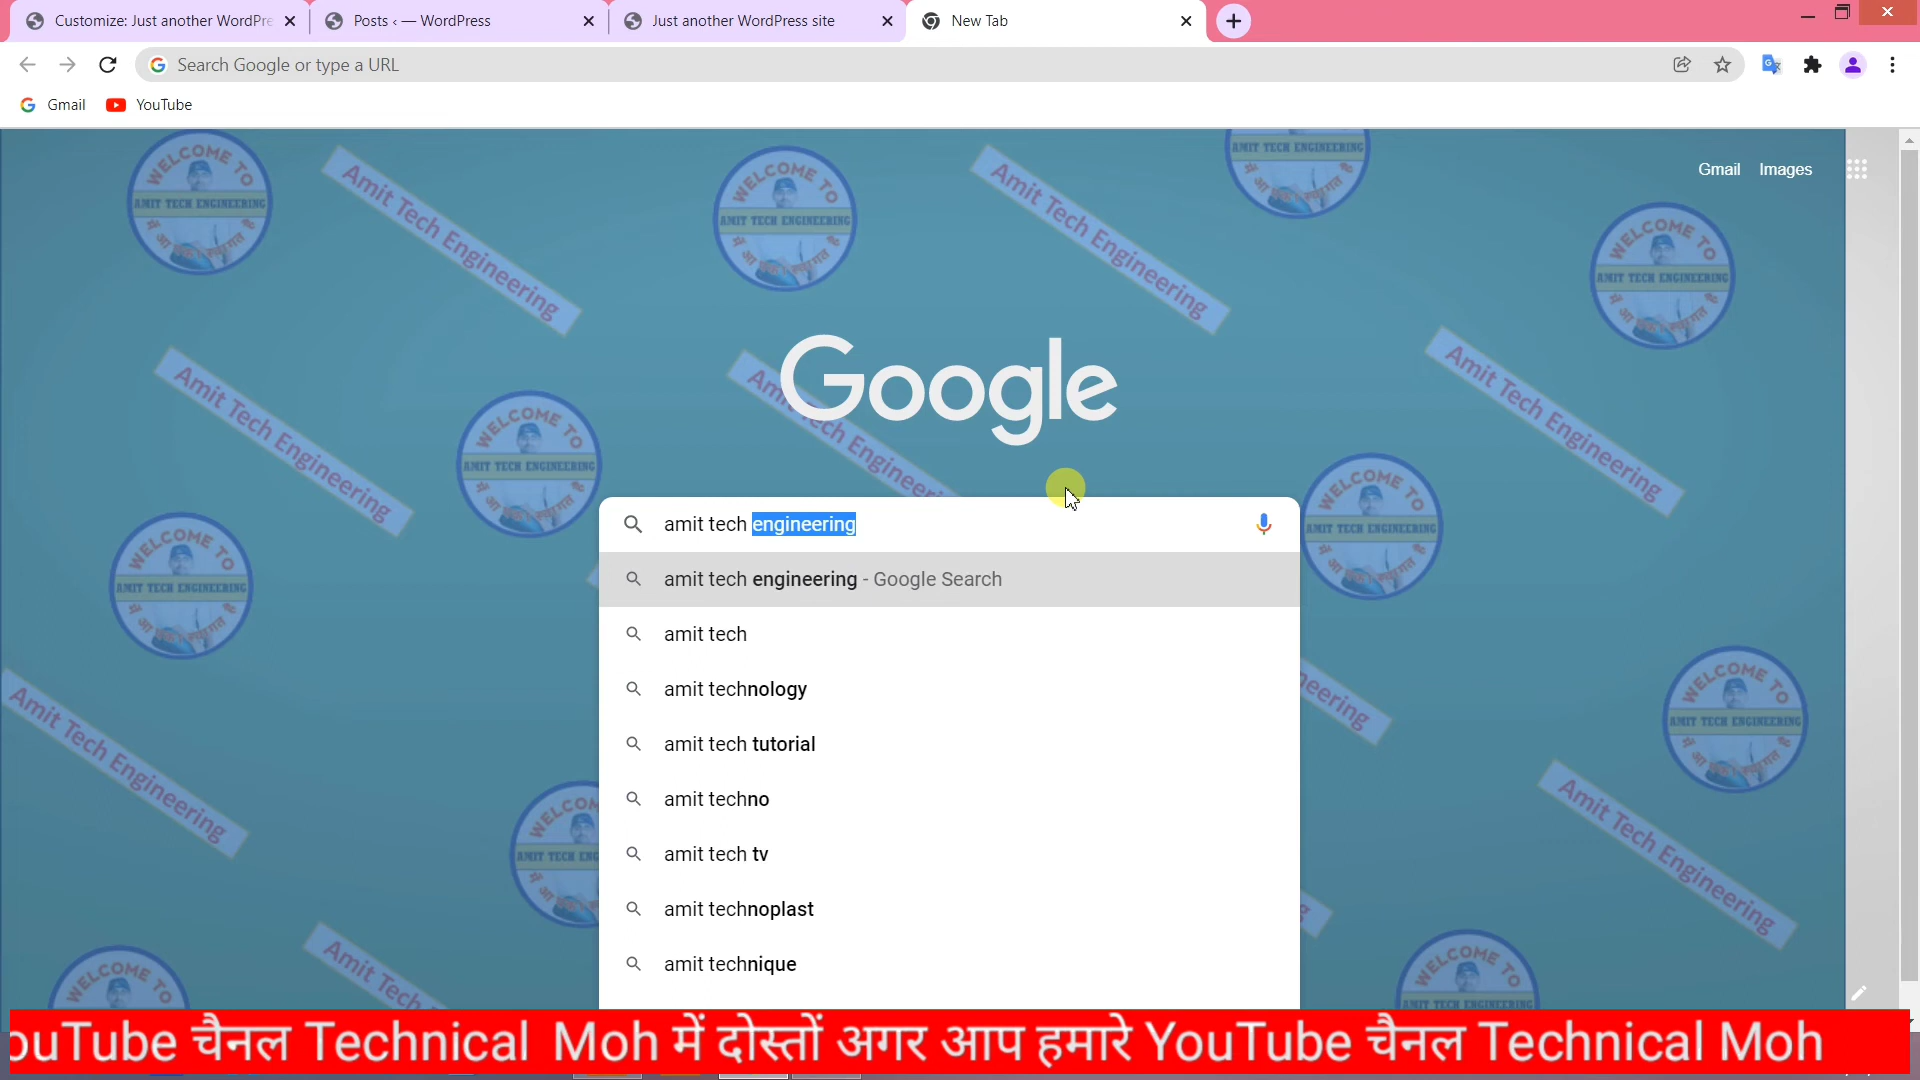 Customize: Just another WordPre
Posts ‹ — WordPress
Just another WordPress site
New Tab
Search Google or type a URL
Gmail
YouTube
Gmail
Images
WELCOME TO
AMIT TECH ENGINEERING
Amit Tech Engineering
Google
amit tech engineering
amit tech engineering - Google Search
amit tech
amit technology
amit tech tutorial
amit techno
amit tech tv
amit technoplast
amit technique
ouTube चैनल Technical Moh में दोस्तों अगर आप हमारे YouTube चैनल Technical Moh